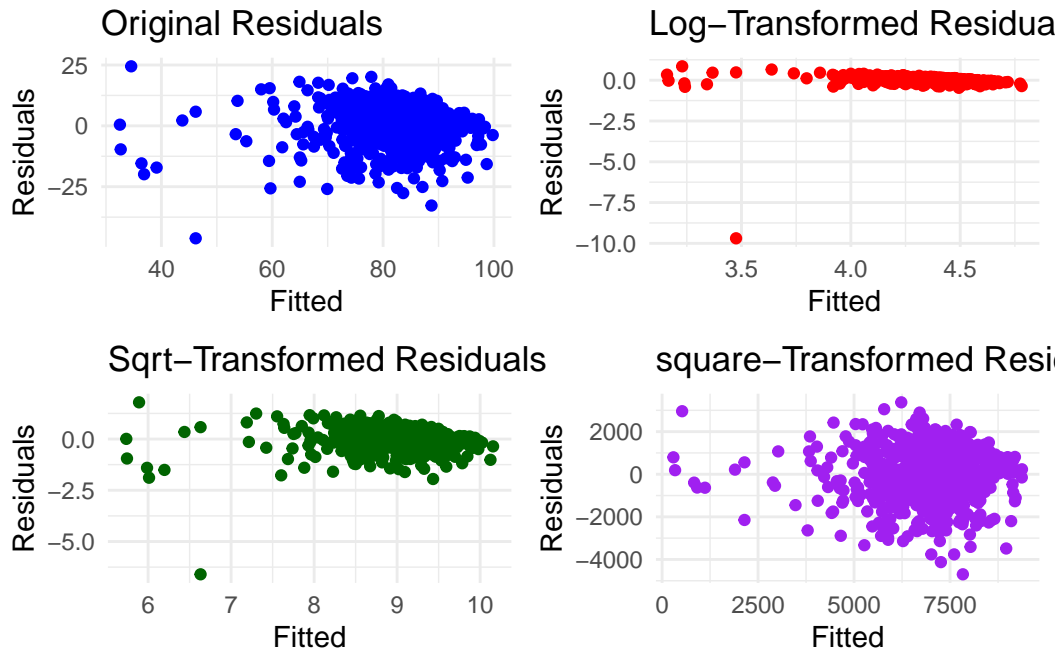 Original Residuals
25
0
−25
Residuals
40
60
80
100
Fitted
Log−Transformed Residua
0.0
−2.5
−5.0
−7.5
−10.0
Residuals
3.5
4.0
4.5
Fitted
Sqrt−Transformed Residuals
0.0
−2.5
−5.0
Residuals
6
7
8
9
10
Fitted
square−Transformed Resi
2000
0
−2000
−4000
Residuals
0
2500
5000
7500
Fitted